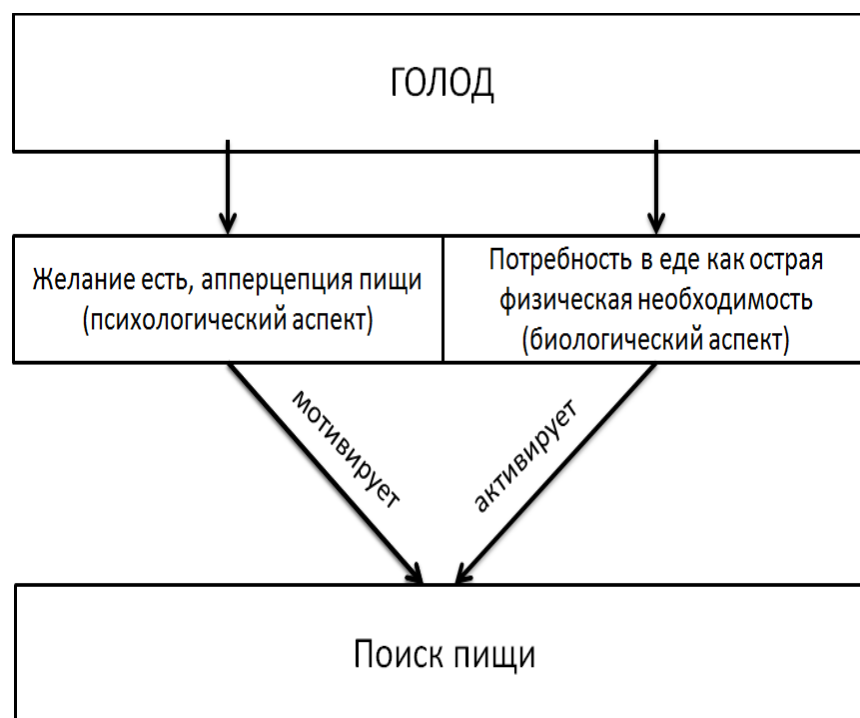 ГОЛОД
Желание есть, апперцепция пищи
(психологический аспект)
Потребность в еде как острая
физическая необходимость
(биологический аспект)
мотивирует
активирует
Поиск пищи